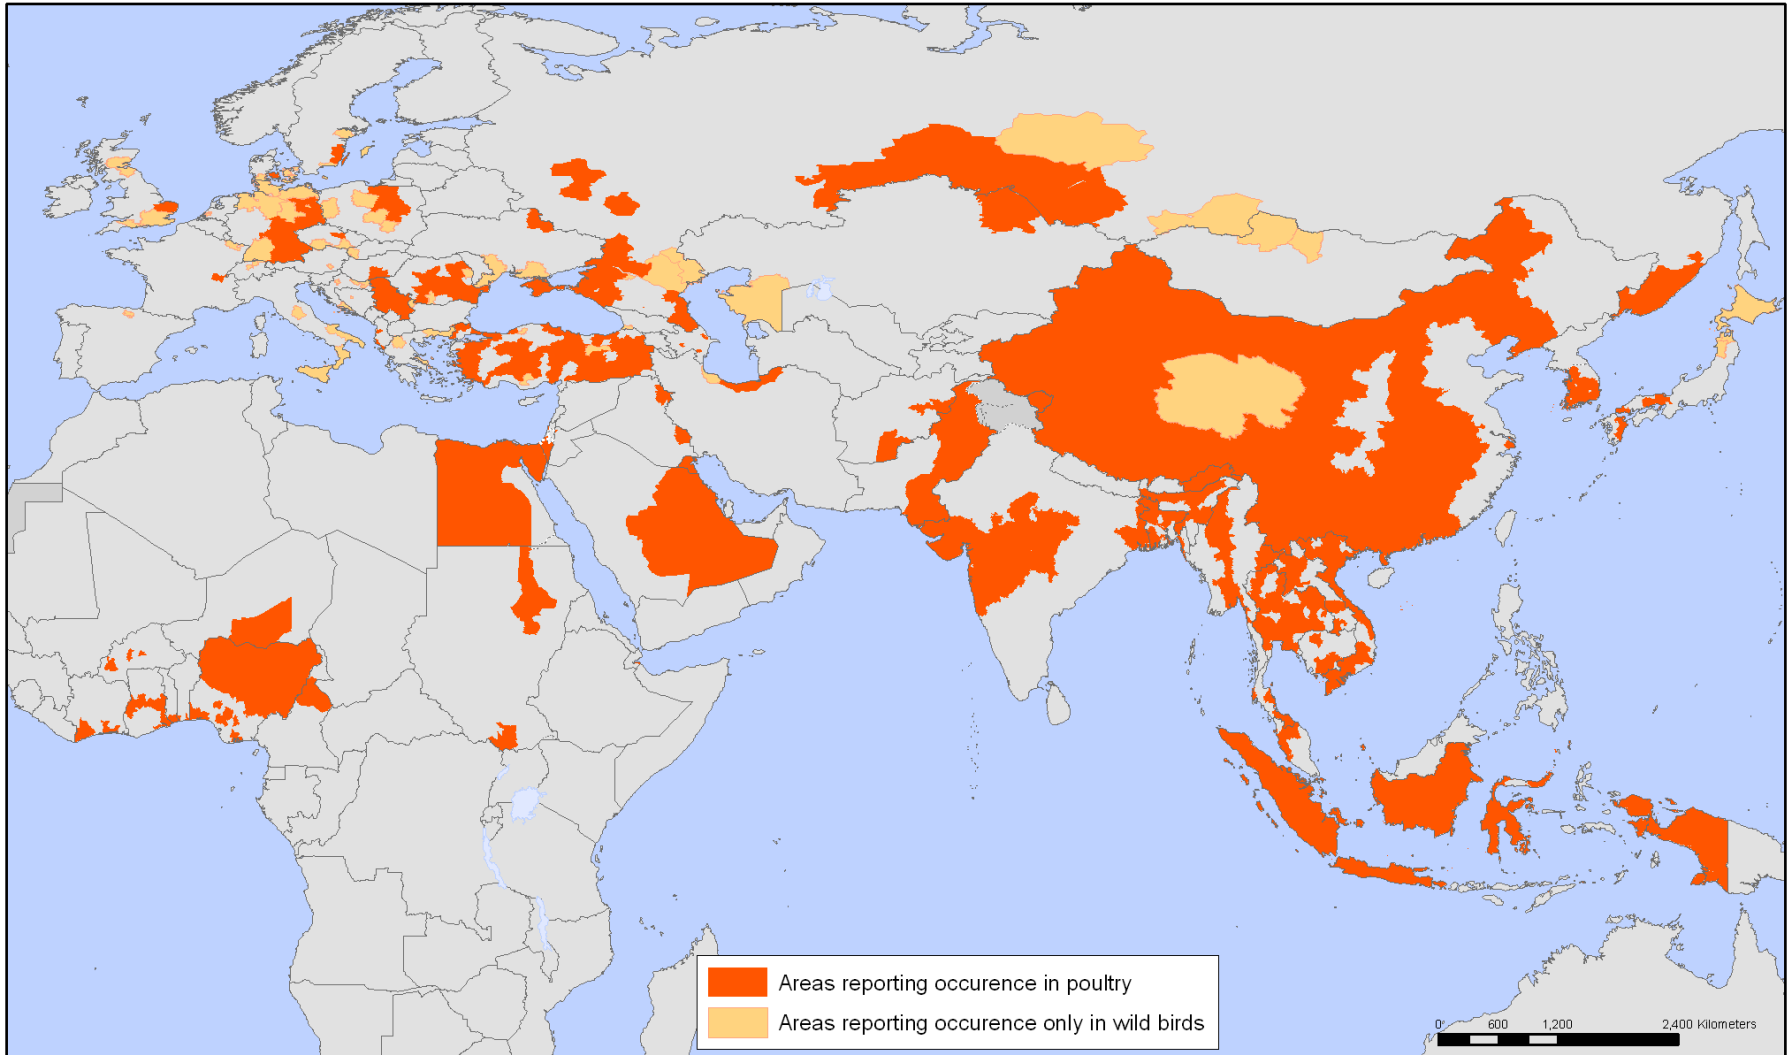 Areas reporting occurence in poultry
Areas reporting occurence only in wild birds
0 600 1,200 2,400 Kilometers